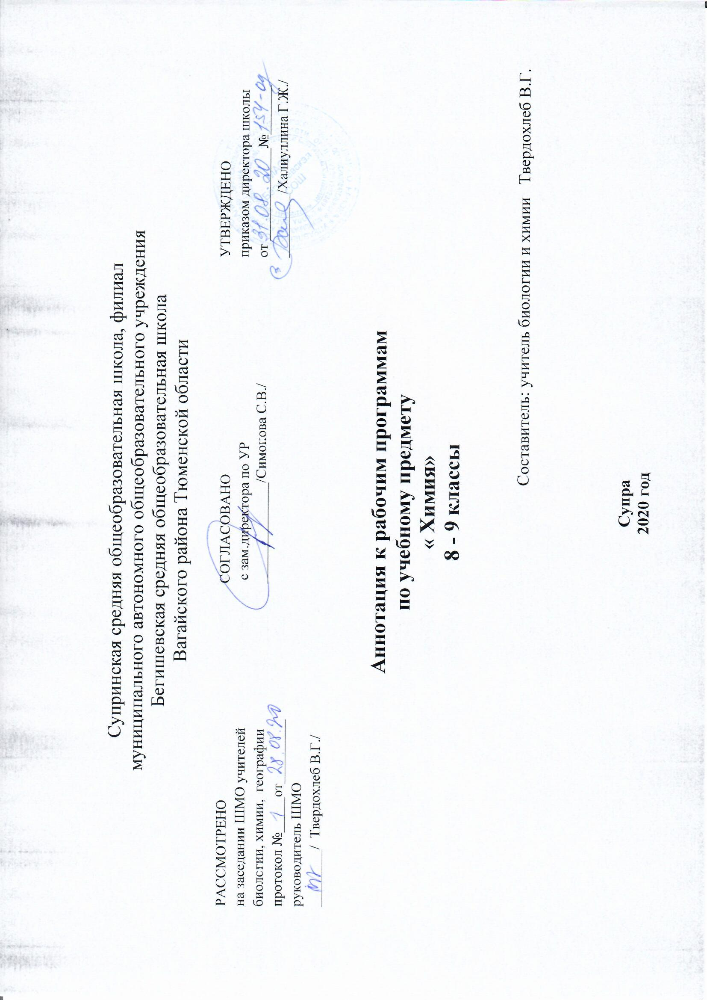 Супринская средняя общеобразовательная школа, филиал
муниципального автономного общеобразовательного учреждения
Бегишевская средняя общеобразовательная школа
Вагайского района Тюменской области
РАССМОТРЕНО
на заседании ШМО учителей
биологии, химии, географии
протокол № 1 от 28.08.20
руководитель ШМО
/ Твердохлеб В.Г./
СОГЛАСОВАНО
с зам.директора по УР
/Симонова С.В./
УТВЕРЖДЕНО
приказом директора школы
от 31.08.20 № 154-од
/Халиуллина Г.Ж./
СОШ
Аннотация к рабочим программам
по учебному предмету
« Химия»
8 - 9 классы
Составитель: учитель биологии и химии Твердохлеб В.Г.
Супра
2020 год